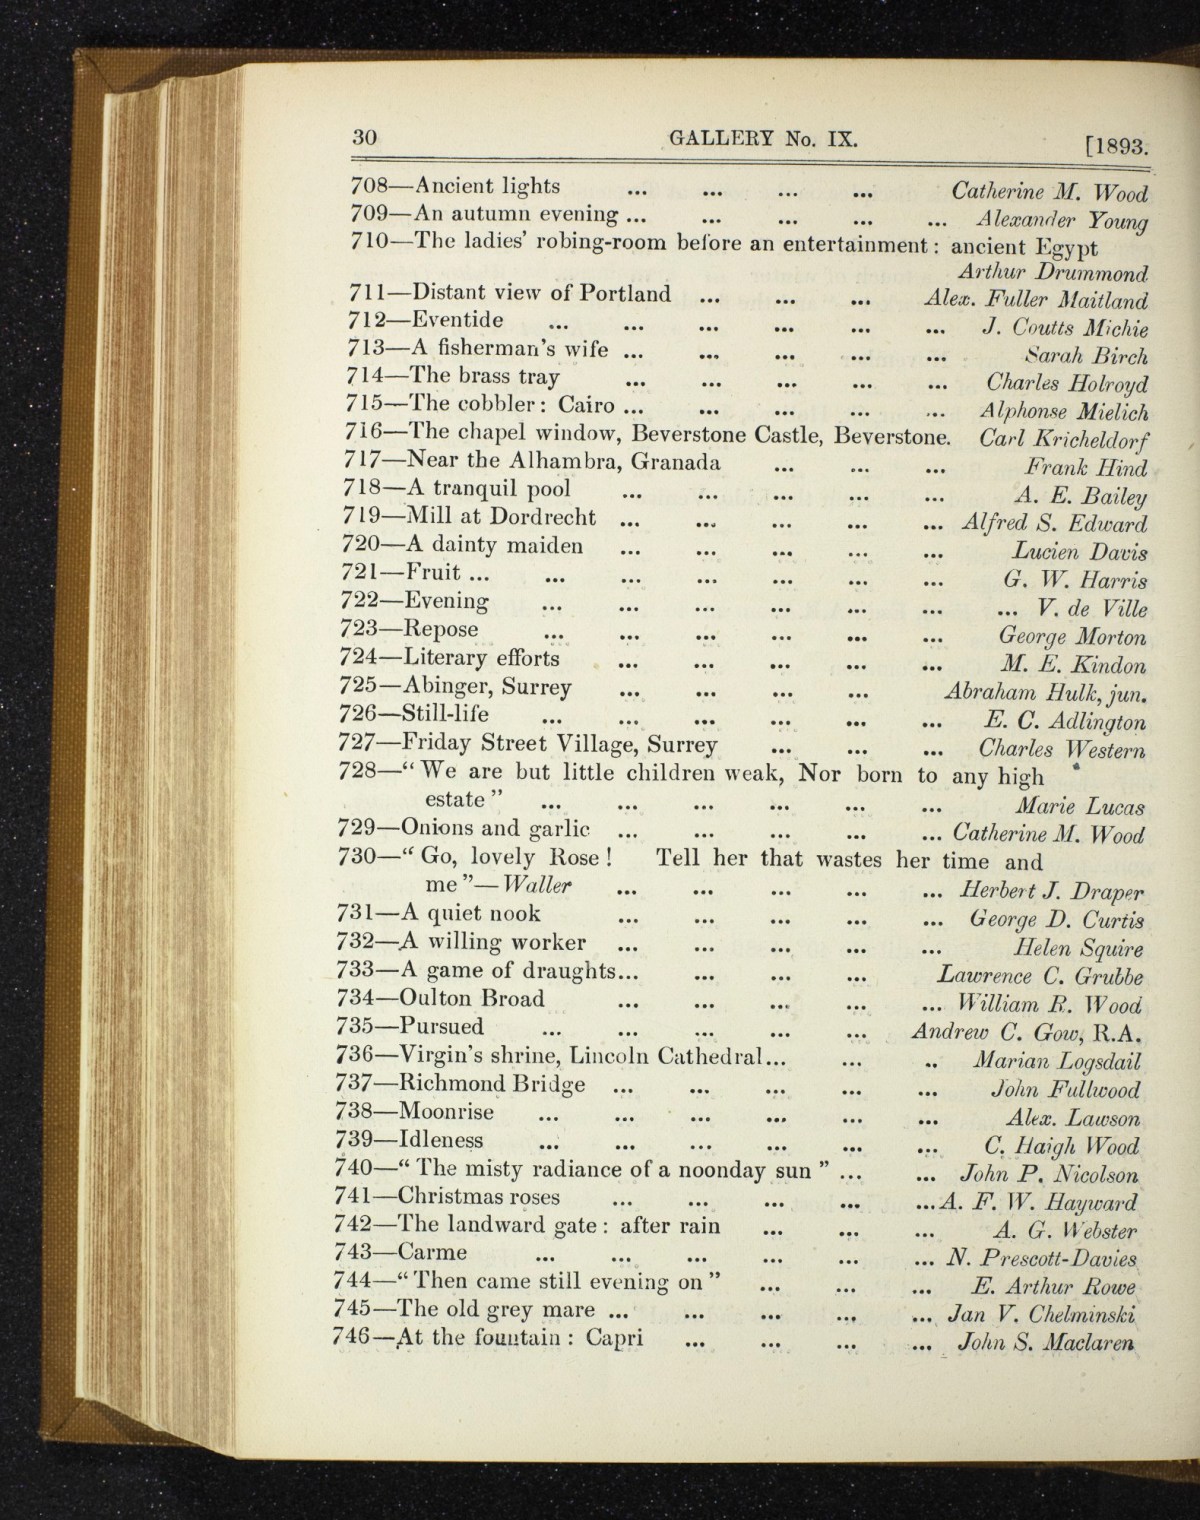 30 GALLERY No. IX. [1893.
708—Ancient lights ... ... ... ... Catherine M. Wood
709—An autumn evening ... ... ... ... ... Alexander Young
710—The ladies' robing-room before an entertainment: ancient Egypt
Arthur Drummond
711—Distant view of Portland ... ... ... Alex. Fuller Maitland
712—Eventide ... ... ... ... ... ... J. Coutts Michie
713—A fisherman's wife ... ... ... ... ... Sarah Birch
714—The brass tray ... ... ... ... ... Charles Holroyd
715—The cobbler: Cairo ... ... ... ... ... Alphonse Mielich
716—The chapel window, Beverstone Castle, Beverstone. Carl Kricheldorf
717—Near the Alhambra, Granada ... ... ... Frank Hind
718—A tranquil pool ... ... ... ... ... A. E. Bailey
719—Mill at Dordrecht ... ... ... ... ... Alfred S. Edward
720—A dainty maiden ... ... ... ... ... Lucien Davis
721—Fruit ... ... ... ... ... ... ... G. W. Harris
722—Evening ... ... ... ... ... ... ... V. de Ville
723—Repose ... ... ... ... ... ... George Morton
724—Literary efforts ... ... ... ... ... M. E. Kindon
725—Abinger, Surrey ... ... ... ... Abraham Hulk, jun.
726—Still-life ... ... ... ... ... ... E. C. Adlington
727—Friday Street Village, Surrey ... ... ... Charles Western
728—"We are but little children weak, Nor born to any high
estate" ... ... ... ... ... ... Marie Lucas
729—Onions and garlic ... ... ... ... ... Catherine M. Wood
730—"Go, lovely Rose! Tell her that wastes her time and
me"—Waller ... ... ... ... ... Herbert J. Draper
731—A quiet nook ... ... ... ... ... George D. Curtis
732—A willing worker ... ... ... ... ... Helen Squire
733—A game of draughts... ... ... ... Lawrence C. Grubbe
734—Oulton Broad ... ... ... ... ... William R. Wood
735—Pursued ... ... ... ... ... Andrew C. Gow, R.A.
736—Virgin's shrine, Lincoln Cathedral... ... .. Marian Logsdail
737—Richmond Bridge ... ... ... ... ... John Fullwood
738—Moonrise ... ... ... ... ... ... Alex. Lawson
739—Idleness ... ... ... ... ... ... C. Haigh Wood
740—"The misty radiance of a noonday sun" ... ... John P. Nicolson
741—Christmas roses ... ... ... ... ... A. F. W. Hayward
742—The landward gate: after rain ... ... ... A. G. Webster
743—Carme ... ... ... ... ... ... N. Prescott-Davies
744—"Then came still evening on" ... ... ... E. Arthur Rowe
745—The old grey mare ... ... ... ... ... Jan V. Chelminski
746—At the fountain: Capri ... ... ... ... John S. Maclaren